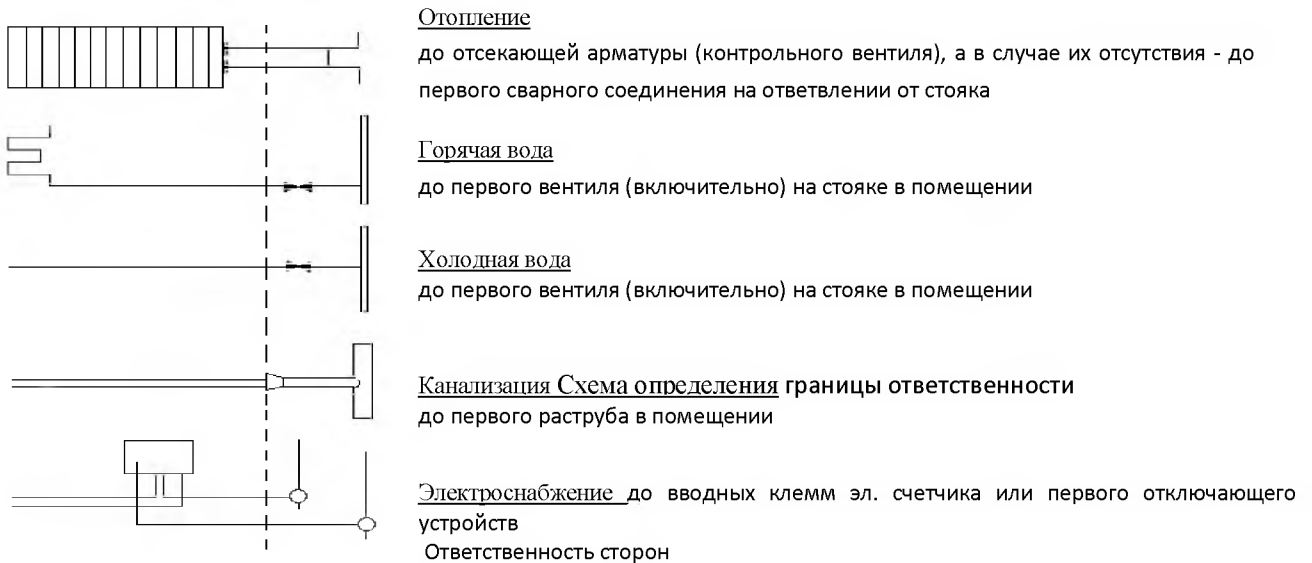 Отопление
до отсекающей арматуры (контрольного вентиля), а в случае их отсутствия - до
первого сварного соединения на ответвлении от стояка
Горячая вода
до первого вентиля (включительно) на стояке в помещении
Холодная вода
до первого вентиля (включительно) на стояке в помещении
Канализация Схема определения границы ответственности
до первого раструба в помещении
Электроснабжение до вводных клемм эл. счетчика или первого отключающего
устройств
Ответственность сторон